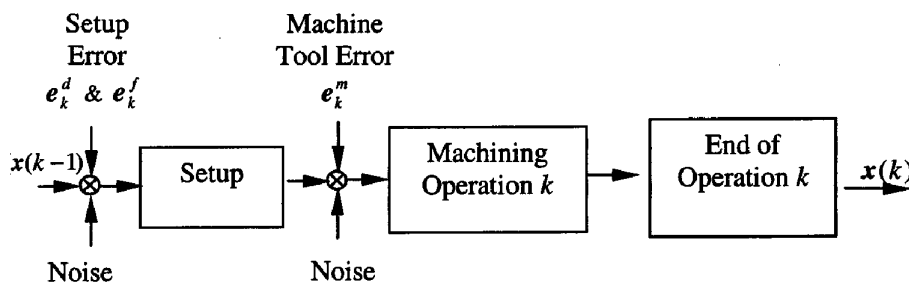 Setup
Error
e_k^d & e_k^f
Machine
Tool Error
e_k^m
x(k−1)
Setup
Machining
Operation k
End of
Operation k
x(k)
Noise
Noise